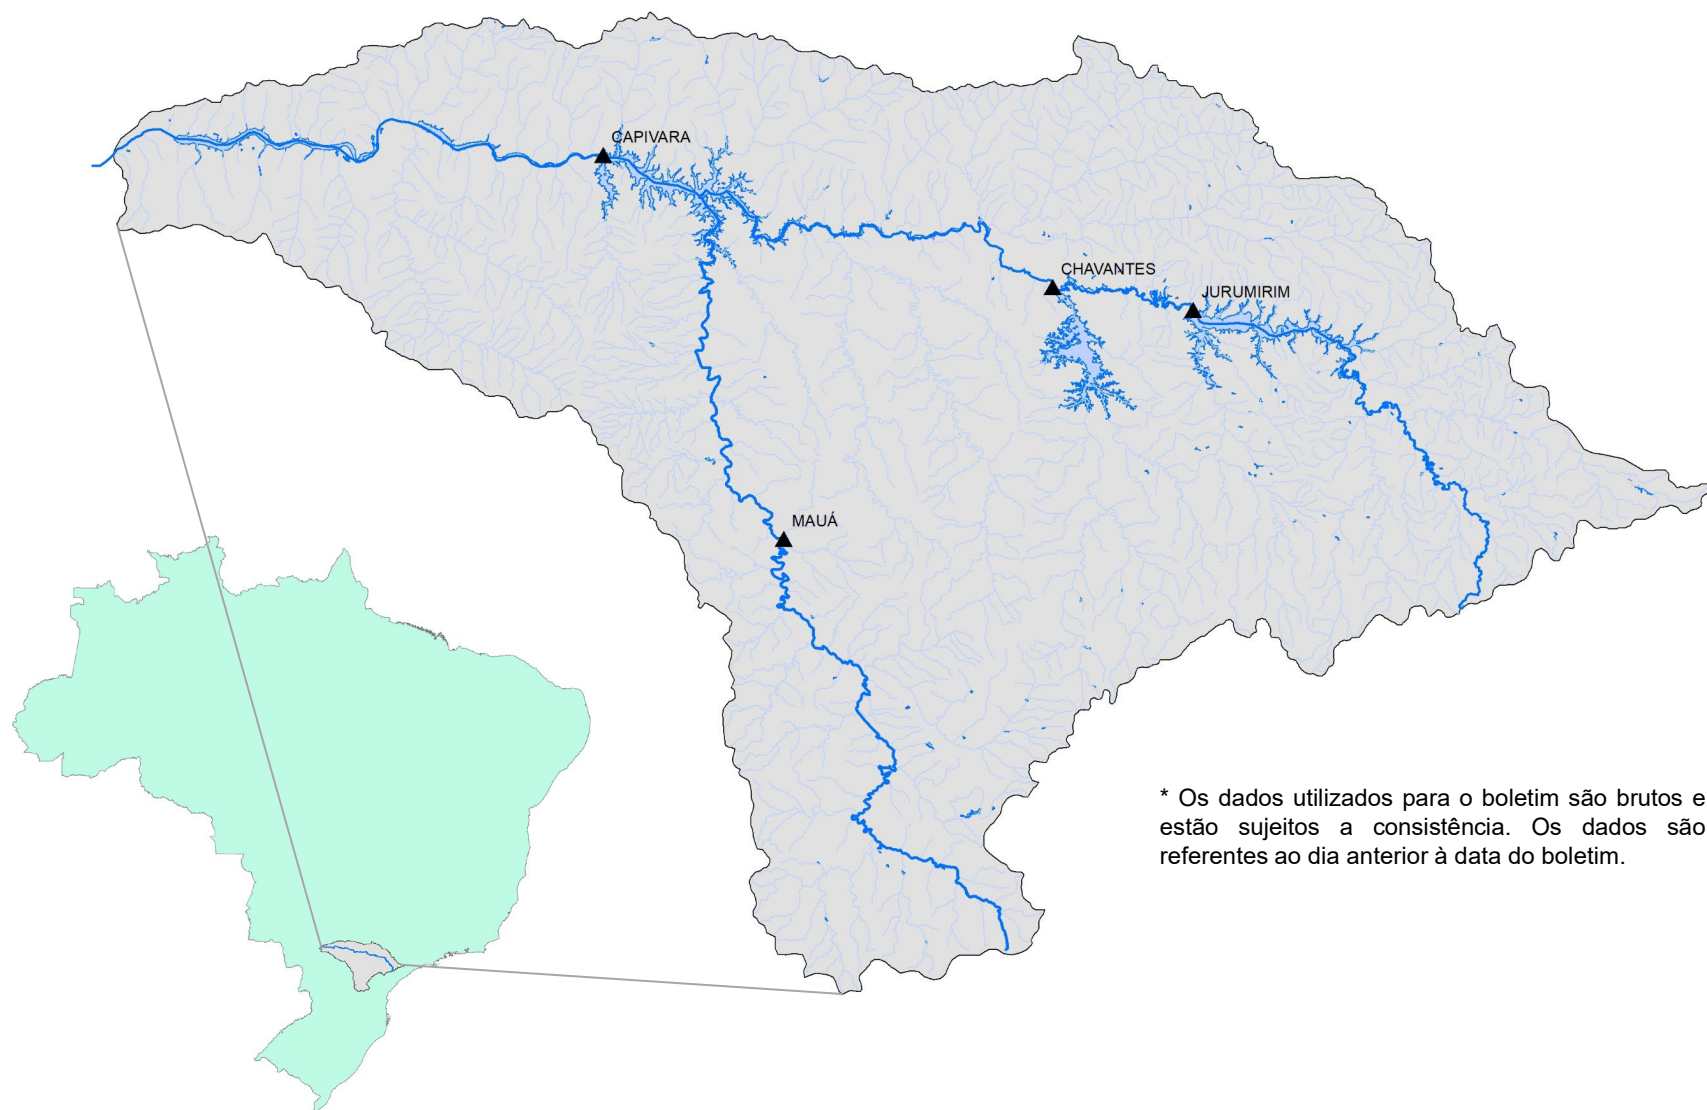 CAPIVARA
CHAVANTES
JURUMIRIM
MAUÁ
* Os dados utilizados para o boletim são brutos e
estão sujeitos a consistência. Os dados são
referentes ao dia anterior à data do boletim.